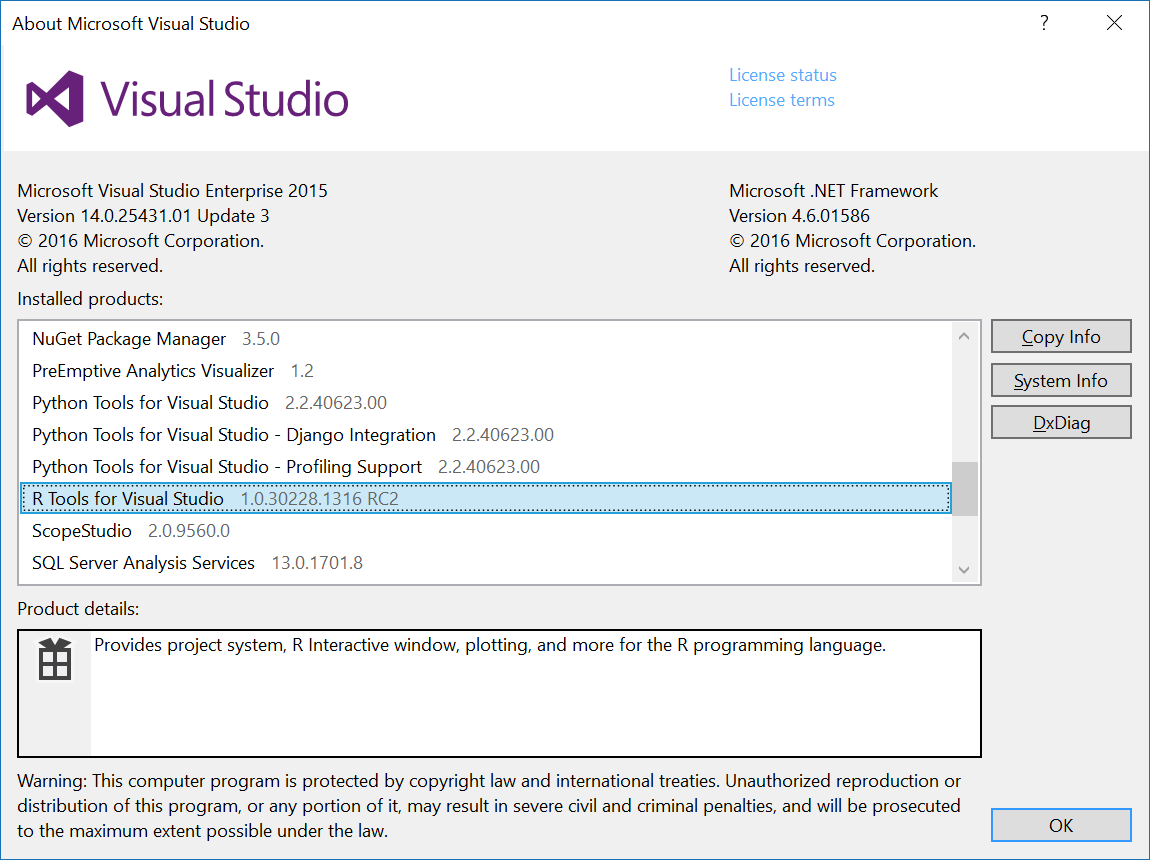 About Microsoft Visual Studio
?
Visual Studio
License status
License terms
Microsoft Visual Studio Enterprise 2015
Version 14.0.25431.01 Update 3
© 2016 Microsoft Corporation.
All rights reserved.
Microsoft .NET Framework
Version 4.6.01586
© 2016 Microsoft Corporation.
All rights reserved.
Installed products:
NuGet Package Manager 3.5.0
PreEmptive Analytics Visualizer 1.2
Python Tools for Visual Studio 2.2.40623.00
Python Tools for Visual Studio - Django Integration 2.2.40623.00
Python Tools for Visual Studio - Profiling Support 2.2.40623.00
R Tools for Visual Studio 1.0.30228.1316 RC2
ScopeStudio 2.0.9560.0
SQL Server Analysis Services 13.0.1701.8
Copy Info
System Info
DxDiag
Product details:
Provides project system, R Interactive window, plotting, and more for the R programming language.
Warning: This computer program is protected by copyright law and international treaties. Unauthorized reproduction or
distribution of this program, or any portion of it, may result in severe civil and criminal penalties, and will be prosecuted
to the maximum extent possible under the law.
OK